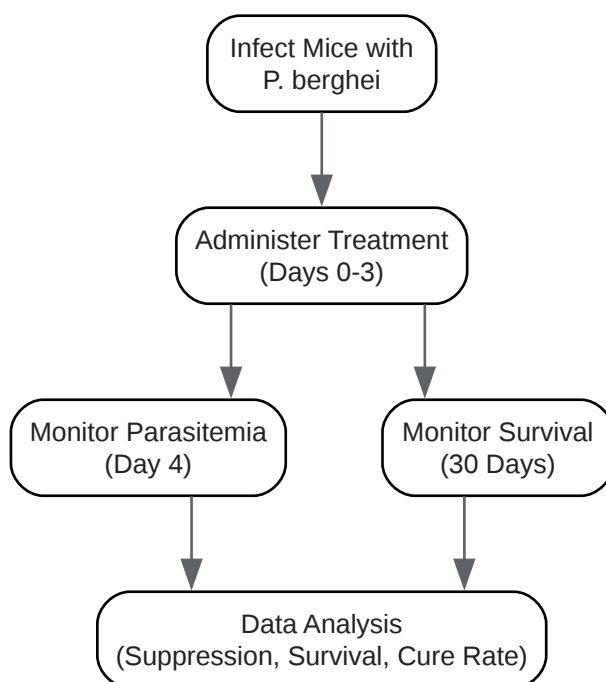 Infect Mice with
P. berghei
Administer Treatment
(Days 0-3)
Monitor Parasitemia
(Day 4)
Monitor Survival
(30 Days)
Data Analysis
(Suppression, Survival, Cure Rate)